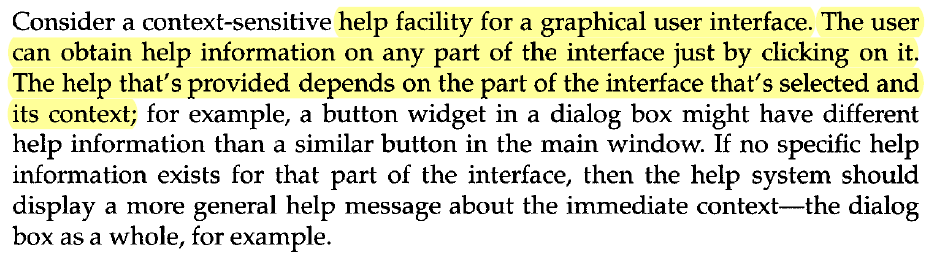 Consider a context-sensitive help facility for a graphical user interface. The user
can obtain help information on any part of the interface just by clicking on it.
The help that's provided depends on the part of the interface that's selected and
its context; for example, a button widget in a dialog box might have different
help information than a similar button in the main window. If no specific help
information exists for that part of the interface, then the help system should
display a more general help message about the immediate context—the dialog
box as a whole, for example.